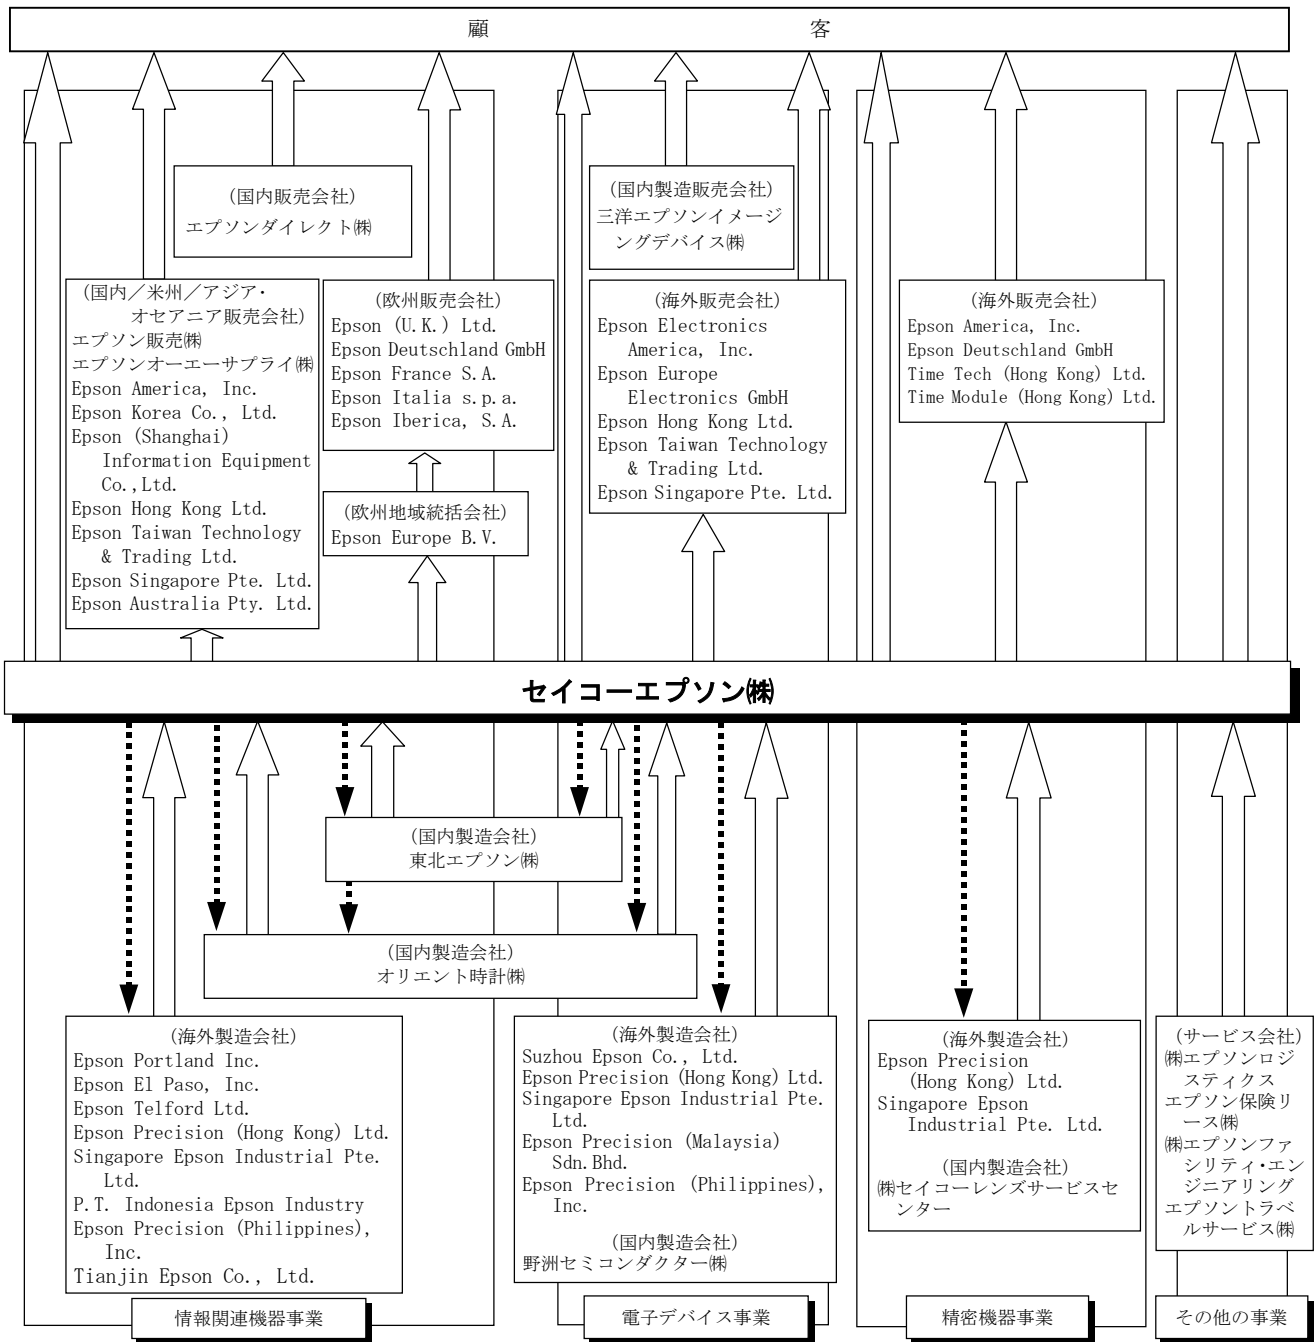 顧 客
(国内販売会社)
エプソンダイレクト㈱
(国内製造販売会社)
三洋エプソンイメージ
ングデバイス㈱
(国内／米州／アジア・
オセアニア販売会社)
エプソン販売㈱
エプソンオーエーサプライ㈱
Epson America, Inc.
Epson Korea Co., Ltd.
Epson (Shanghai)
Information Equipment
Co.,Ltd.
Epson Hong Kong Ltd.
Epson Taiwan Technology
& Trading Ltd.
Epson Singapore Pte. Ltd.
Epson Australia Pty. Ltd.
(欧州販売会社)
Epson (U.K.) Ltd.
Epson Deutschland GmbH
Epson France S.A.
Epson Italia s.p.a.
Epson Iberica, S.A.
(欧州地域統括会社)
Epson Europe B.V.
(海外販売会社)
Epson Electronics
America, Inc.
Epson Europe
Electronics GmbH
Epson Hong Kong Ltd.
Epson Taiwan Technology
& Trading Ltd.
Epson Singapore Pte. Ltd.
(海外販売会社)
Epson America, Inc.
Epson Deutschland GmbH
Time Tech (Hong Kong) Ltd.
Time Module (Hong Kong) Ltd.
セイコーエプソン㈱
(国内製造会社)
東北エプソン㈱
(国内製造会社)
オリエント時計㈱
(海外製造会社)
Epson Portland Inc.
Epson El Paso, Inc.
Epson Telford Ltd.
Epson Precision (Hong Kong) Ltd.
Singapore Epson Industrial Pte.
Ltd.
P.T. Indonesia Epson Industry
Epson Precision (Philippines),
Inc.
Tianjin Epson Co., Ltd.
(海外製造会社)
Suzhou Epson Co., Ltd.
Epson Precision (Hong Kong) Ltd.
Singapore Epson Industrial Pte.
Ltd.
Epson Precision (Malaysia)
Sdn.Bhd.
Epson Precision (Philippines),
Inc.
(国内製造会社)
野洲セミコンダクター㈱
(海外製造会社)
Epson Precision
(Hong Kong) Ltd.
Singapore Epson
Industrial Pte. Ltd.
(国内製造会社)
㈱セイコーレンズサービスセ
ンター
(サービス会社)
㈱エプソンロジ
スティクス
エプソン保険リ
ース㈱
㈱エプソンファ
シリティ・エン
ジニアリング
エプソントラベ
ルサービス㈱
情報関連機器事業
電子デバイス事業
精密機器事業
その他の事業